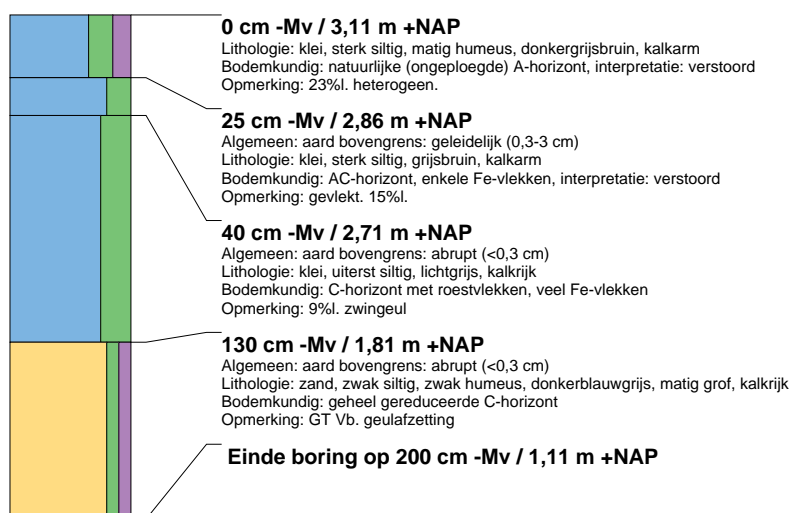 0 cm -Mv / 3,11 m +NAP
Lithologie: klei, sterk siltig, matig humeus, donkergrijsbruin, kalkarm
Bodemkundig: natuurlijke (ongeploegde) A-horizont, interpretatie: verstoord
Opmerking: 23%l. heterogeen.
25 cm -Mv / 2,86 m +NAP
Algemeen: aard bovengrens: geleidelijk (0,3-3 cm)
Lithologie: klei, sterk siltig, grijsbruin, kalkarm
Bodemkundig: AC-horizont, enkele Fe-vlekken, interpretatie: verstoord
Opmerking: gevlekt. 15%l.
40 cm -Mv / 2,71 m +NAP
Algemeen: aard bovengrens: abrupt (<0,3 cm)
Lithologie: klei, uiterst siltig, lichtgrijs, kalkrijk
Bodemkundig: C-horizont met roestvlekken, veel Fe-vlekken
Opmerking: 9%l. zwingeul
130 cm -Mv / 1,81 m +NAP
Algemeen: aard bovengrens: abrupt (<0,3 cm)
Lithologie: zand, zwak siltig, zwak humeus, donkerblauwgrijs, matig grof, kalkrijk
Bodemkundig: geheel gereduceerde C-horizont
Opmerking: GT Vb. geulafzetting
Einde boring op 200 cm -Mv / 1,11 m +NAP